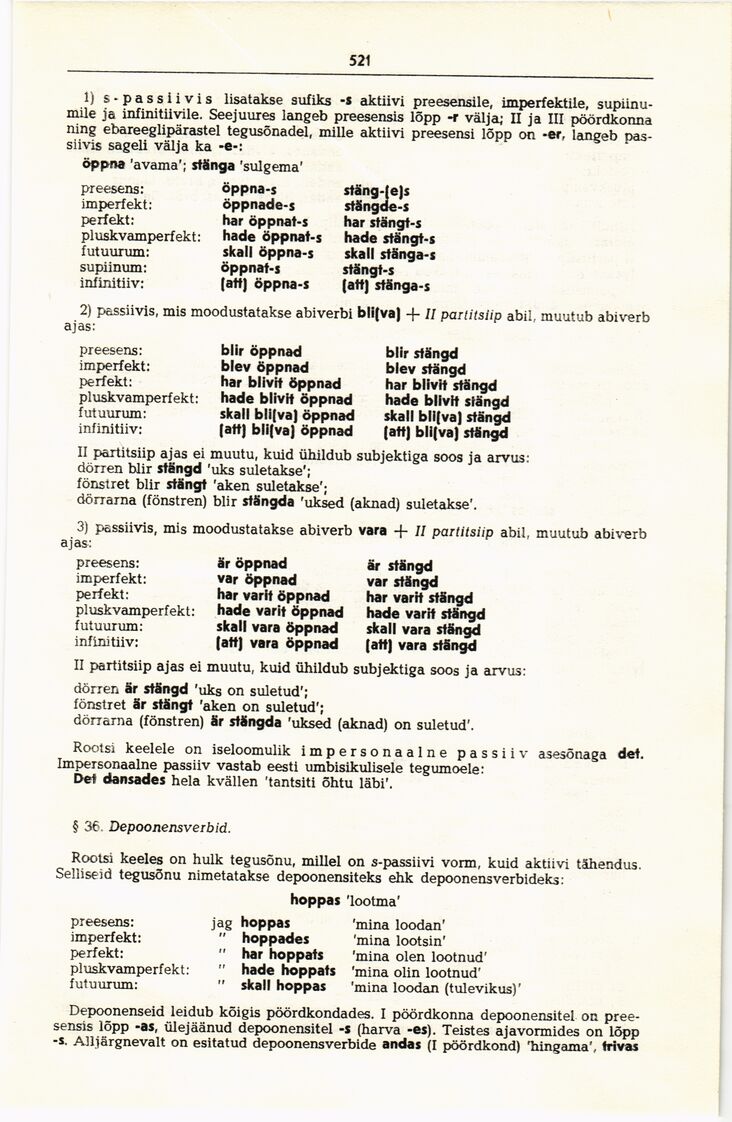 521
1) s-passiivis lisatakse sufiks -s aktiivi preesensile, imperfektile, supiinu-
mile ja infinitiivile. Seejuures langeb preesensis lõpp -r välja; II ja III pöördkonna
ning ebareeglipärastel tegusõnadel, mille aktiivi preesensi lõpp on -er, langeb pas-
siivis sageli välja ka -e-:
öppna 'avama'; stänga 'sulgema'
preesens: öppna-s stäng-(e)s
imperfekt: öppnade-s stängde-s
perfekt: har öppnat-s har stängt-s
pluskvamperfekt: hade öppnat-s hade stängt-s
futuurum: skall öppna-s skall stänga-s
supiinum: öppnat-s stängt-s
infinitiiv: (att) öppna-s (att) stänga-s
2) passiivis, mis moodustatakse abiverbi bli(va) + II partitsiip abil, muutub abiverb
ajas:
preesens: blir öppnad blir stängd
imperfekt: blev öppnad blev stängd
perfekt: har blivit öppnad har blivit stängd
pluskvamperfekt: hade blivit öppnad hade blivit stängd
futuurum: skall bli(va) öppnad skall bli(va) stängd
infinitiiv: (att) bli(va) öppnad (att) bli(va) stängd
II partitsiip ajas ei muutu, kuid ühildub subjektiga soos ja arvus:
dörren blir stängd 'uks suletakse';
fönstret blir stängt 'aken suletakse';
dörrarna (fönstren) blir stängda 'uksed (aknad) suletakse'.
3) passiivis, mis moodustatakse abiverb vara + II partitsiip abil, muutub abiverb
ajas:
preesens: är öppnad är stängd
imperfekt: var öppnad var stängd
perfekt: har varit öppnad har varit stängd
pluskvamperfekt: hade varit öppnad hade varit stängd
futuurum: skall vara öppnad skall vara stängd
infinitiiv: (att) vara öppnad (att) vara stängd
II partitsiip ajas ei muutu, kuid ühildub subjektiga soos ja arvus:
dörren är stängd 'uks on suletud';
fönstret är stängt 'aken on suletud';
dörrarna (fönstren) är stängda 'uksed (aknad) on suletud'.
Rootsi keelele on iseloomulik impersonaalne passiiv asesõnaga det.
Impersonaalne passiiv vastab eesti umbisikulisele tegumoele:
Det dansades hela kvällen 'tantsiti õhtu läbi'.
§ 36. Depoonensverbid.
Rootsi keeles on hulk tegusõnu, millel on s-passiivi vorm, kuid aktiivi tähendus.
Selliseid tegusõnu nimetatakse depoonensiteks ehk depoonensverbideks:
hoppas 'lootma'
preesens: jag hoppas 'mina loodan'
imperfekt: " hoppades 'mina lootsin'
perfekt: " har hoppats 'mina olen lootnud'
pluskvamperfekt: " hade hoppats 'mina olin lootnud'
futuurum: " skall hoppas 'mina loodan (tulevikus)'
Depoonenseid leidub kõigis pöördkondades. I pöördkonna depoonensitel on pree-
sensis lõpp -as, ülejäänud depoonensitel -s (harva -es). Teistes ajavormides on lõpp
-s. Alljärgnevalt on esitatud depoonensverbide andas (I pöördkond) 'hingama', trivas